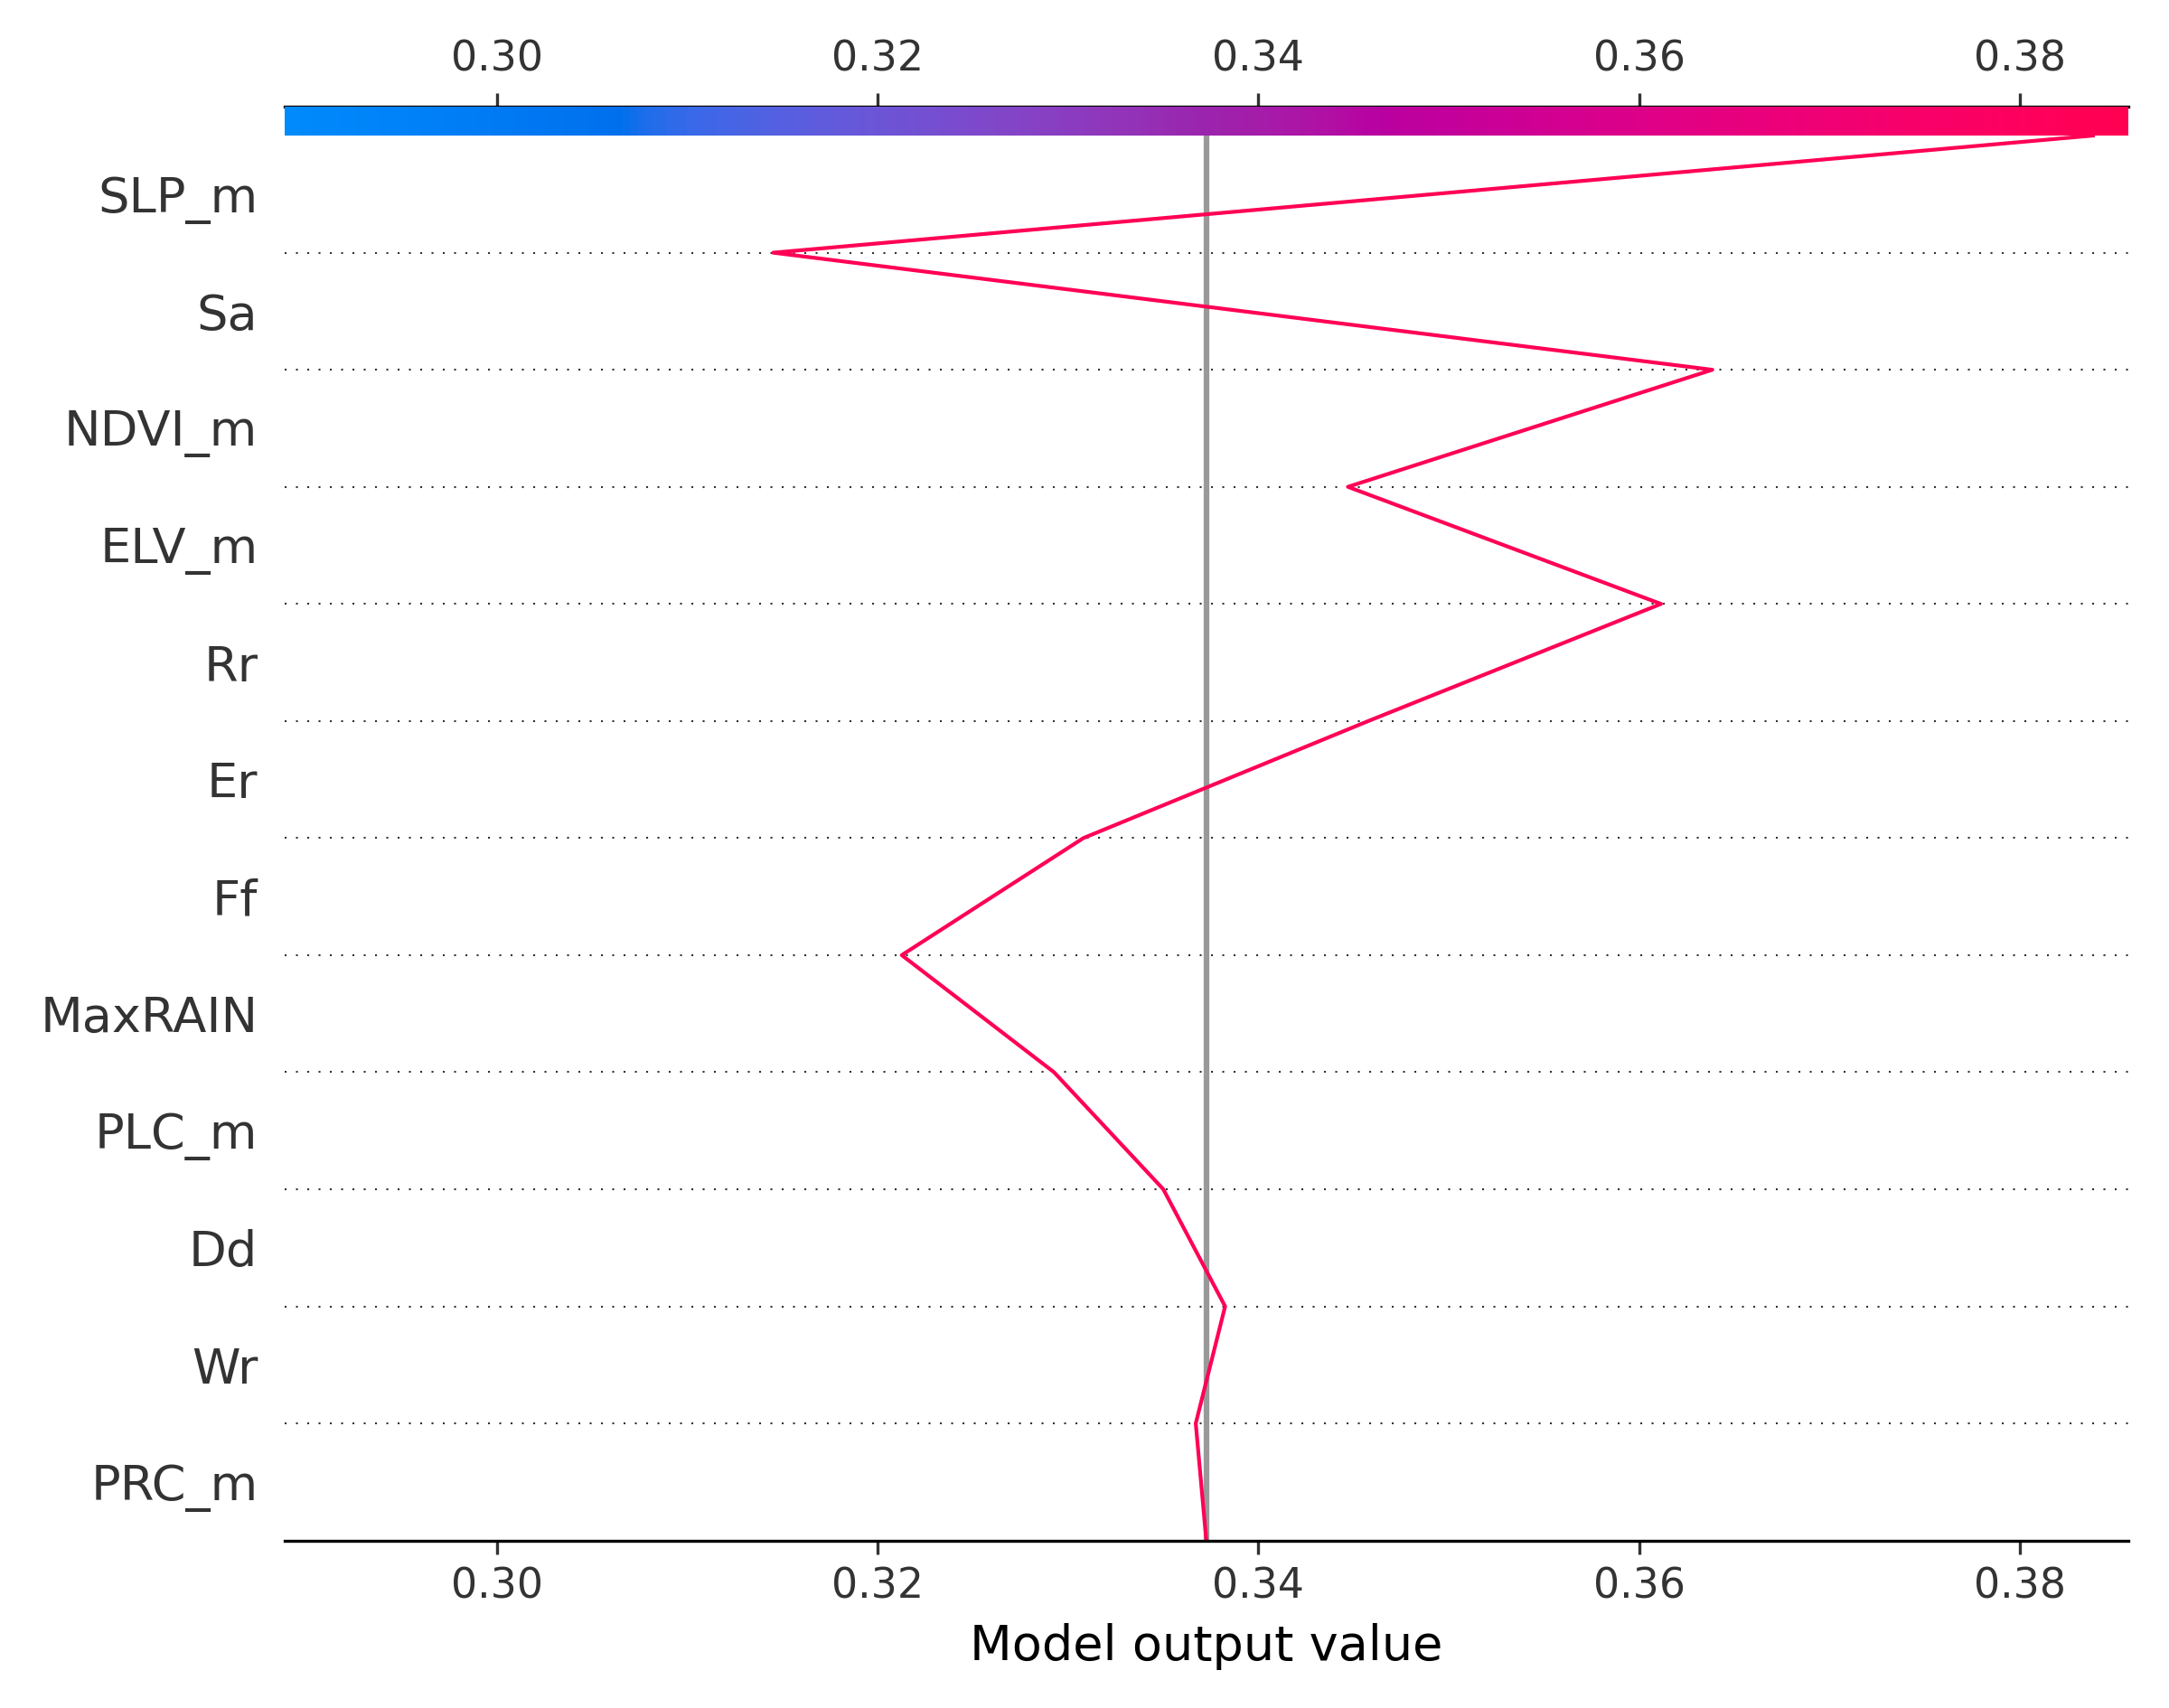 0.30 0.32 0.34 0.36 0.38
SLP_m
Sa
NDVI_m
ELV_m
Rr
Er
Ff
MaxRAIN
PLC_m
Dd
Wr
PRC_m
0.30 0.32 0.34 0.36 0.38
Model output value